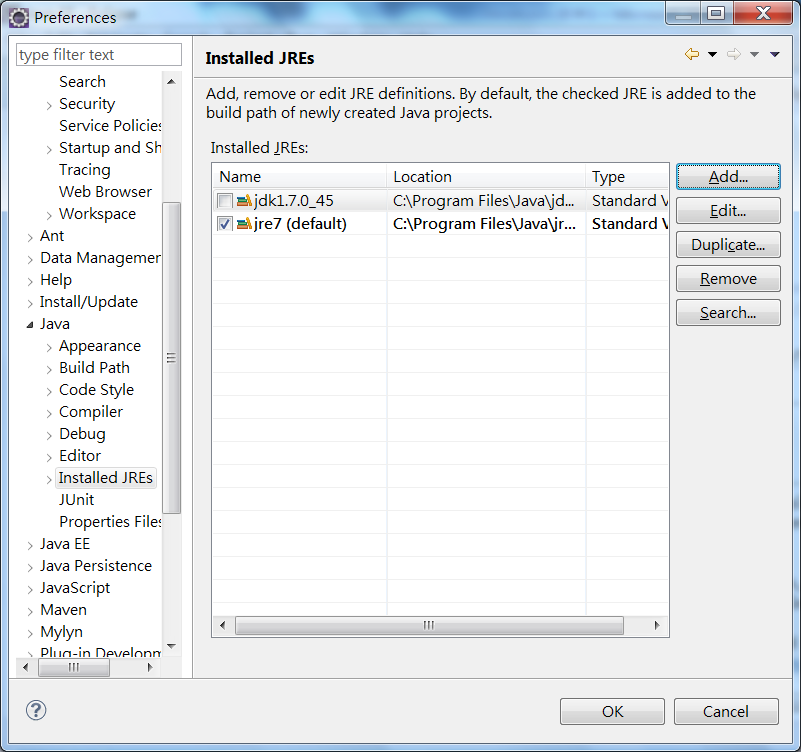 Preferences
type filter text
Search
Security
Service Policies
Startup and Sh
Tracing
Web Browser
Workspace
Ant
Data Managemer
Help
Install/Update
Java
Appearance
Build Path
Code Style
Compiler
Debug
Editor
Installed JREs
JUnit
Properties Files
Java EE
Java Persistence
JavaScript
Maven
Mylyn
Plug-in Developm
Installed JREs
Add, remove or edit JRE definitions. By default, the checked JRE is added to the
build path of newly created Java projects.
Installed JREs:
Name Location Type
jdk1.7.0_45 C:\Program Files\Java\jd... Standard V
jre7 (default) C:\Program Files\Java\jr... Standard V
Add...
Edit...
Duplicate...
Remove
Search...
OK Cancel